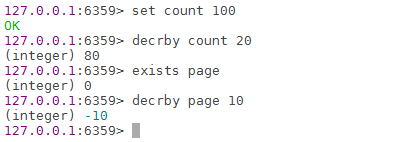 127.0.0.1:6359> set count 100
OK
127.0.0.1:6359> decrby count 20
(integer) 80
127.0.0.1:6359> exists page
(integer) 0
127.0.0.1:6359> decrby page 10
(integer) -10
127.0.0.1:6359>